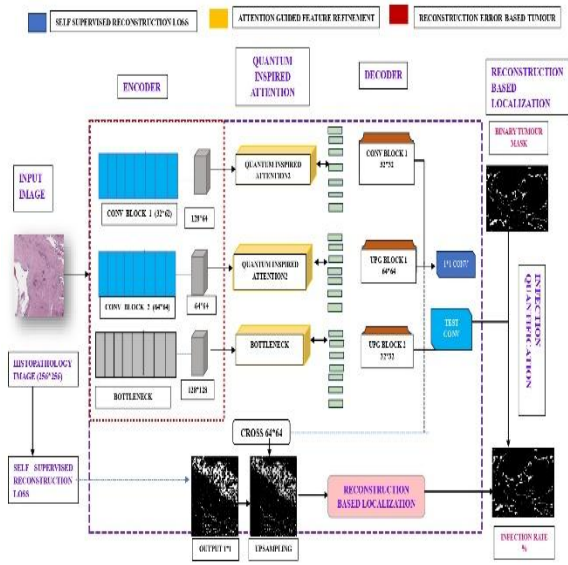 SELF SUPERVISED RECONSTRUCTION LOSS
ATTENTION GUIDED FEATURE REFINEMENT
RECONSTRUCTION ERROR BASED TUMOUR
ENCODER
QUANTUM
INSPIRED
ATTENTION
DECODER
RECONSTRUCTION
BASED
LOCALIZATION
BINARY TUMOUR
MASK
INPUT
IMAGE
CONV BLOCK 1 (32*62)
128*64
QUANTUM INSPIRED
ATTENTION2
CONV BLOCK 1
32*32
CONV BLOCK 2 (64*64)
64*64
QUANTUM INSPIRED
ATTENTION2
UPG BLOCK 1
64*64
1*1 CONV
BOTTLENECK
128*128
BOTTLENECK
UPG BLOCK 2
32*32
TEST
CONV
INFECTION
QUANTIFICATION
HISTOPATHOLOGY
IMAGE (256*256)
CROSS 64*64
SELF SUPERVISED
RECONSTRUCTION
LOSS
RECONSTRUCTION
BASED LOCALIZATION
OUTPUT 1*1
UPSAMPLING
INFECTION RATE
%